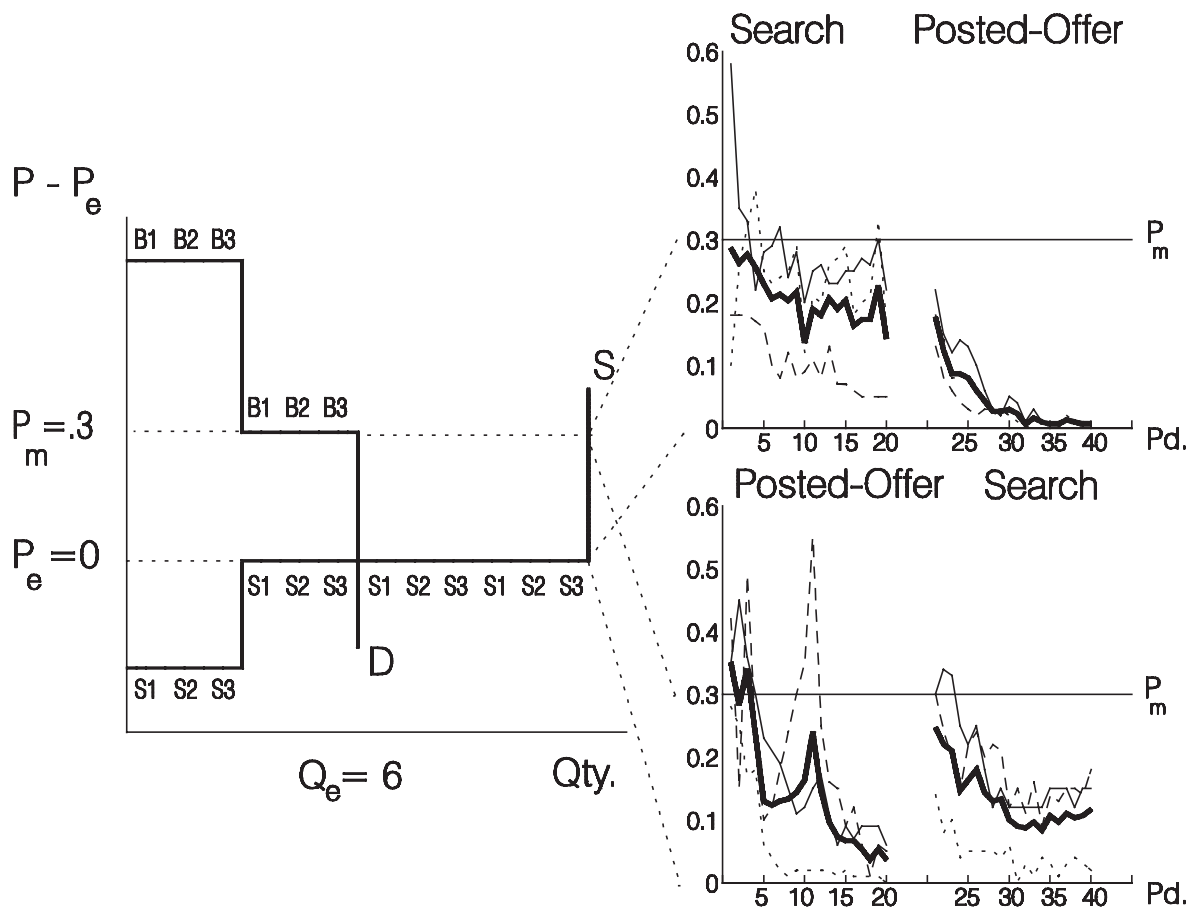 P - Pe
B1 B2 B3
B1 B2 B3
Pm=.3
S
Pe=0
S1 S2 S3 S1 S2 S3 S1 S2 S3
D
S1 S2 S3
Qe= 6
Qty.
Search Posted-Offer
0.6
0.5
0.4
0.3
Pm
0.2
0.1
0
5 10 15 20 25 30 35 40 Pd.
Posted-Offer Search
0.6
0.5
0.4
0.3
Pm
0.2
0.1
0
5 10 15 20 25 30 35 40 Pd.